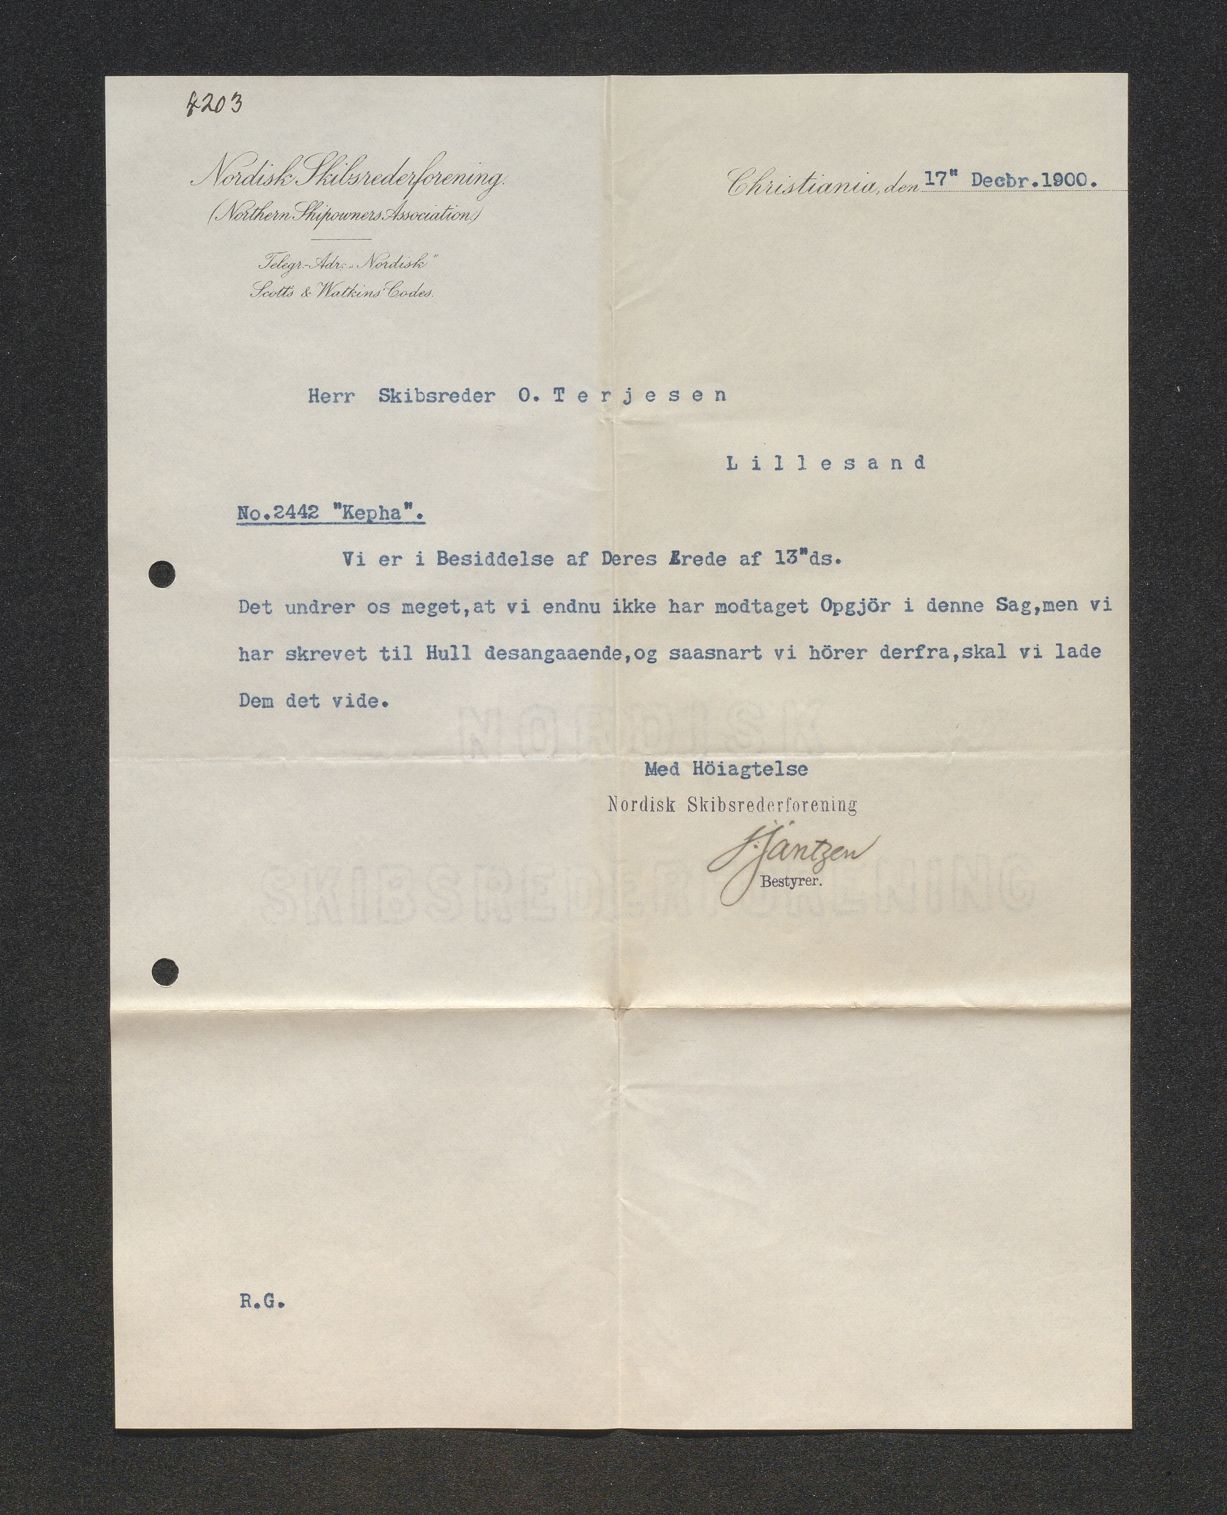 4203
Nordisk Skibsrederforening.
(Northern Shipowners Association)
Telegr-Adr: „Nordisk"
Scotts & Watkins' Codes.
Christiania, den 17" Decbr.1900.
Herr Skibsreder O. T e r j e s e n
L i l l e s a n d
No.2442 "Kepha".
Vi er i Besiddelse af Deres Ærede af 13"ds.
Det undrer os meget,at vi endnu ikke har modtaget Opgjör i denne Sag,men vi
har skrevet til Hull desangaaende,og saasnart vi hörer derfra,skal vi lade
Dem det vide.
NORDISK
Med Höiagtelse
Nordisk Skibsrederforening
J. Jantzen
Bestyrer.
SKIBSREDERFORENING
R.G.